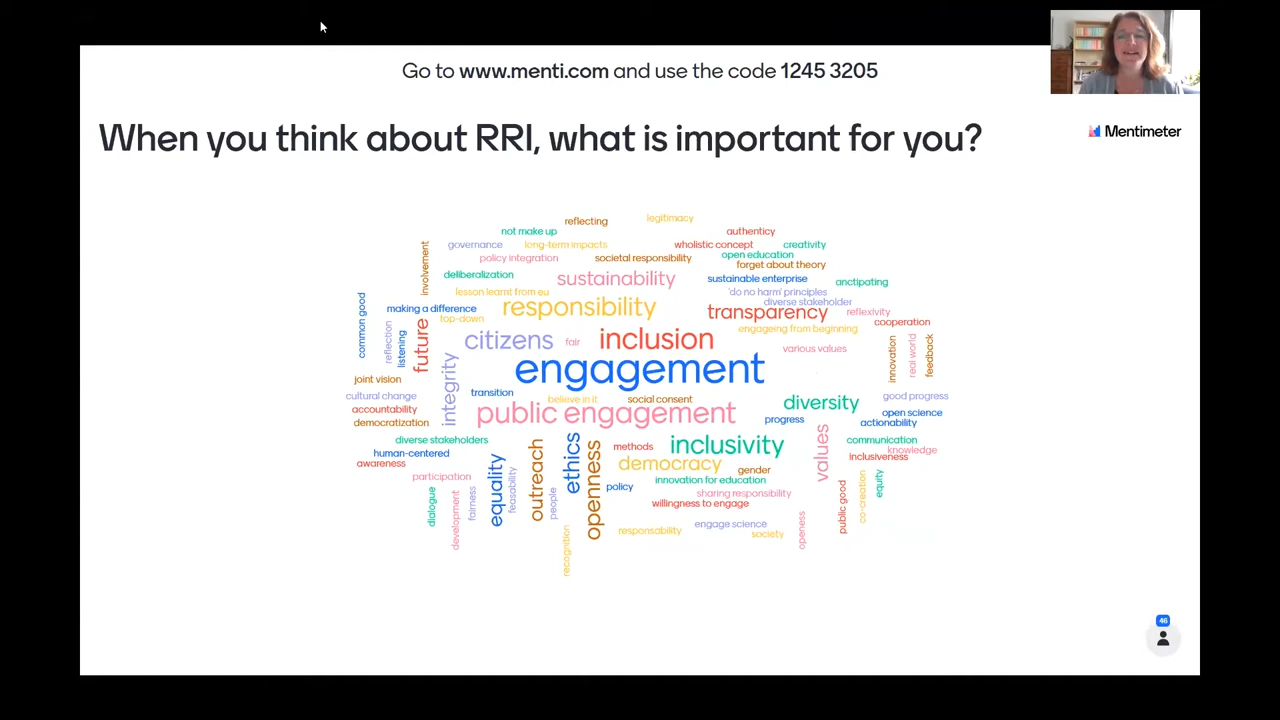 Go to www.menti.com and use the code 1245 3205
When you think about RRI, what is important for you?
Mentimeter
reflecting
legitimacy
not make up
authenticy
governance
long-term impacts
wholistic concept
creativity
involvement
policy integration
societal responsibility
open education
forget about theory
deliberalization
sustainability
sustainable enterprise
anctipating
lesson learnt from eu
'do no harm' principles
diverse stakeholder
common good
making a difference
responsibility
transparency
reflexivity
top-down
reflection
listening
future
citizens
fair
inclusion
engageing from beginning
cooperation
various values
innovation
real world
feedback
engagement
joint vision
integrity
cultural change
transition
believe in it
social consent
diversity
good progress
accountability
public engagement
progress
open science
democratization
actionability
diverse stakeholders
human-centered
awareness
methods
inclusivity
values
communication
knowledge
inclusiveness
participation
equality
feasability
outreach
ethics
openness
democracy
gender
innovation for education
policy
sharing responsibility
willingness to engage
public good
co-creation
equity
dialogue
development
fairness
people
recognition
responsability
engage science
society
openess
46